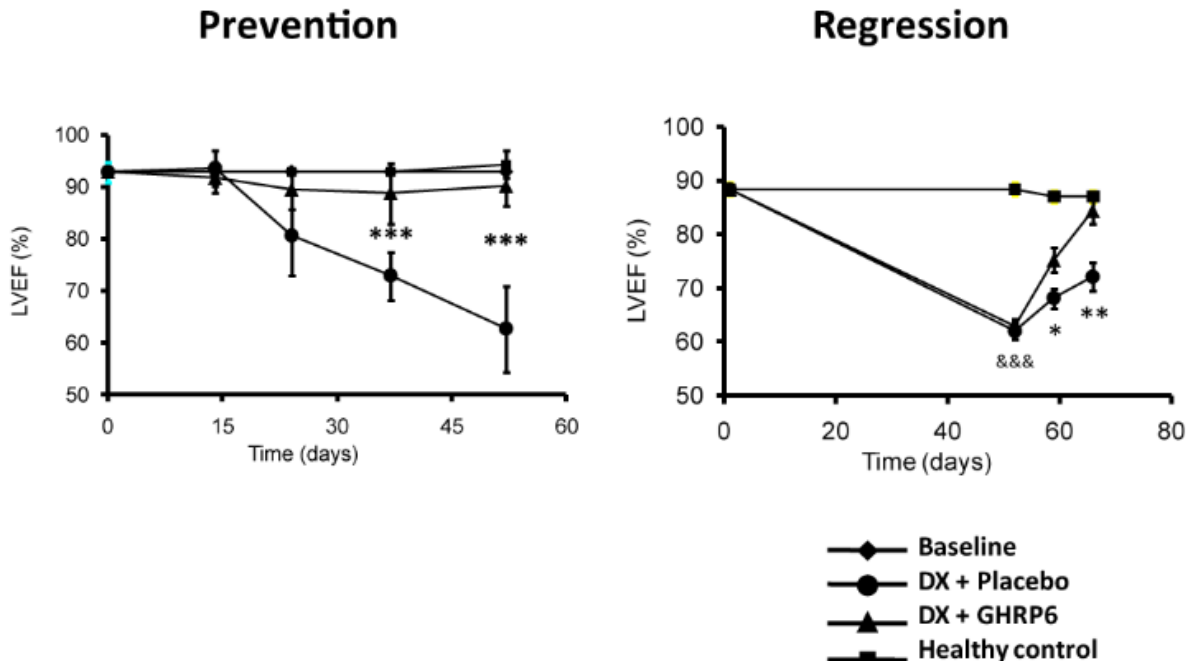 Prevention
Regression
100
90
80
70
60
50
LVEF (%)
***
***
0
15
30
45
60
Time (days)
100
90
80
70
60
50
LVEF (%)
&&&
*
**
0
20
40
60
80
Time (days)
Baseline
DX + Placebo
DX + GHRP6
Healthy control